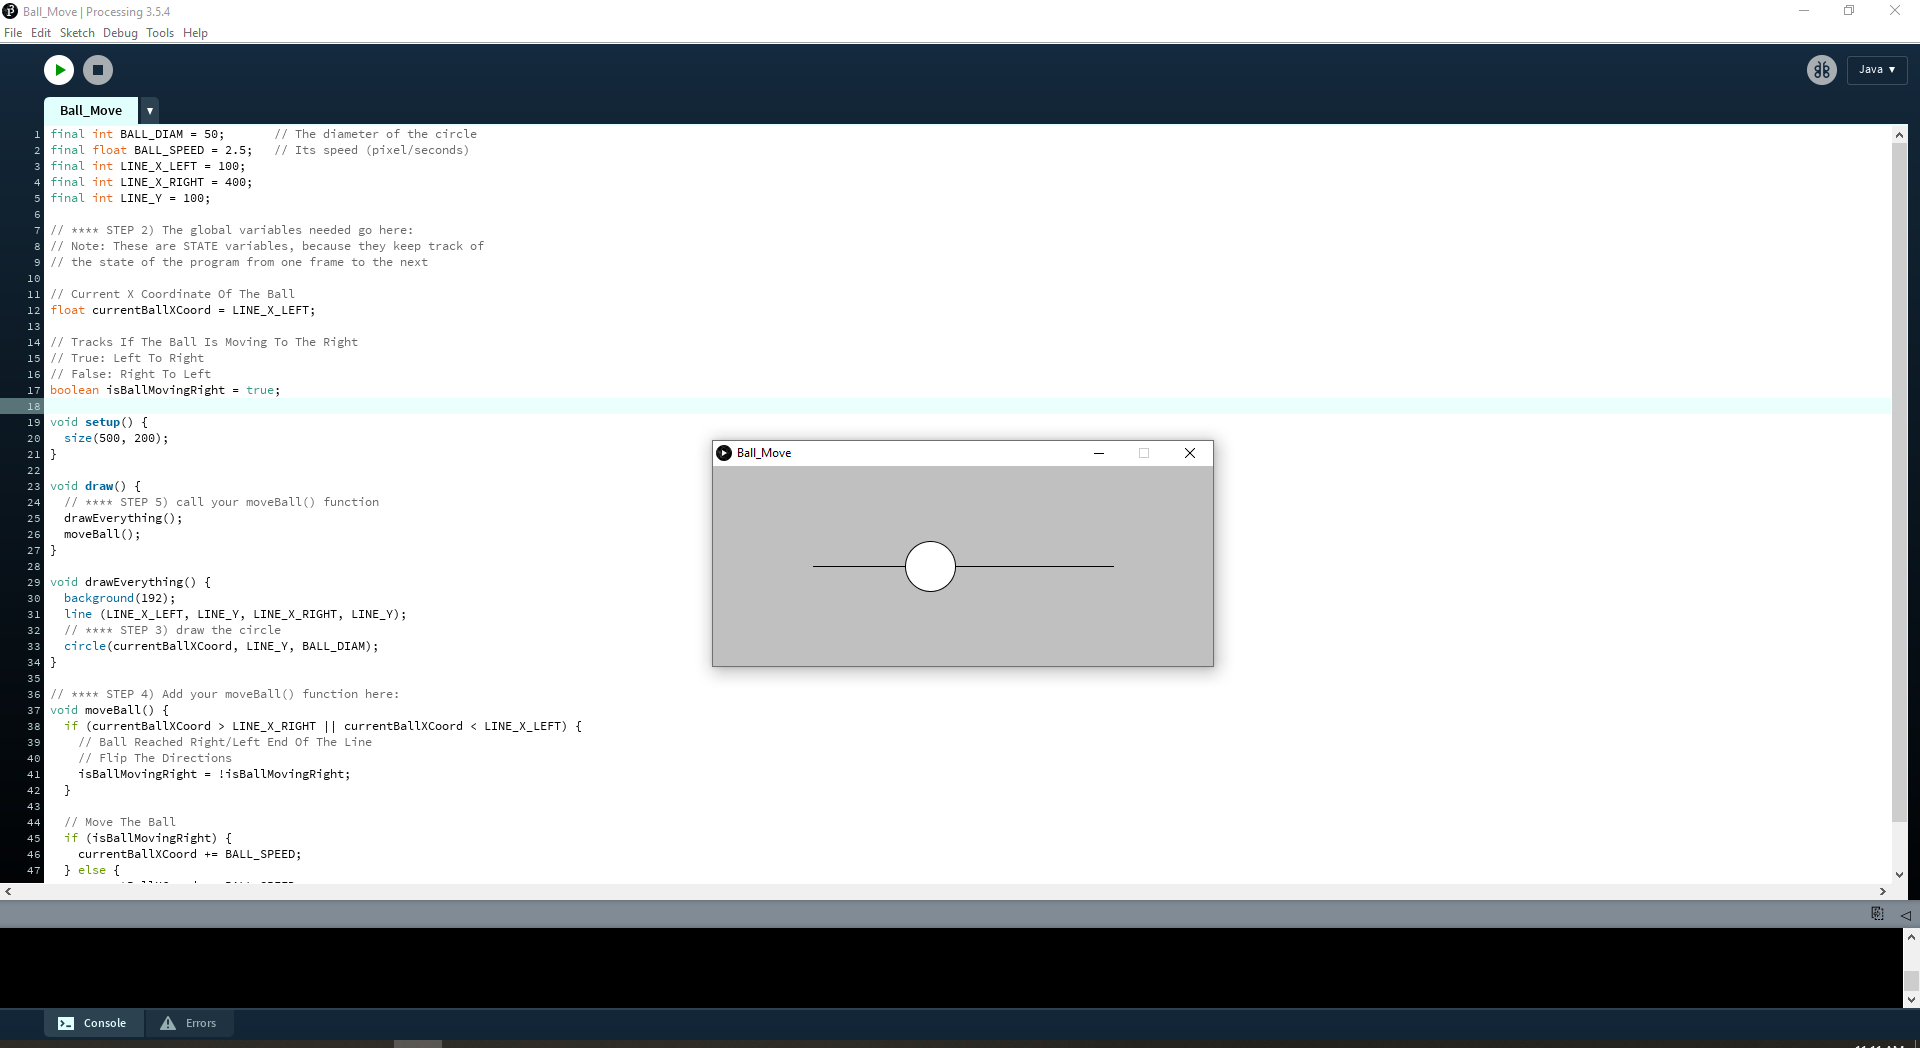 Ball_Move | Processing 3.5.4
File Edit Sketch Debug Tools Help
Java ▾
Ball_Move
1 final int BALL_DIAM = 50;       // The diameter of the circle
2 final float BALL_SPEED = 2.5;   // Its speed (pixel/seconds)
3 final int LINE_X_LEFT = 100;
4 final int LINE_X_RIGHT = 400;
5 final int LINE_Y = 100;
6
7 // **** STEP 2) The global variables needed go here:
8 // Note: These are STATE variables, because they keep track of
9 // the state of the program from one frame to the next
10
11 // Current X Coordinate Of The Ball
12 float currentBallXCoord = LINE_X_LEFT;
13
14 // Tracks If The Ball Is Moving To The Right
15 // True: Left To Right
16 // False: Right To Left
17 boolean isBallMovingRight = true;
18
19 void setup() {
20   size(500, 200);
21 }
22
23 void draw() {
24   // **** STEP 5) call your moveBall() function
25   drawEverything();
26   moveBall();
27 }
28
29 void drawEverything() {
30   background(192);
31   line (LINE_X_LEFT, LINE_Y, LINE_X_RIGHT, LINE_Y);
32   // **** STEP 3) draw the circle
33   circle(currentBallXCoord, LINE_Y, BALL_DIAM);
34 }
35
36 // **** STEP 4) Add your moveBall() function here:
37 void moveBall() {
38   if (currentBallXCoord > LINE_X_RIGHT || currentBallXCoord < LINE_X_LEFT) {
39     // Ball Reached Right/Left End Of The Line
40     // Flip The Directions
41     isBallMovingRight = !isBallMovingRight;
42   }
43
44   // Move The Ball
45   if (isBallMovingRight) {
46     currentBallXCoord += BALL_SPEED;
47   } else {
Ball_Move
Console
Errors